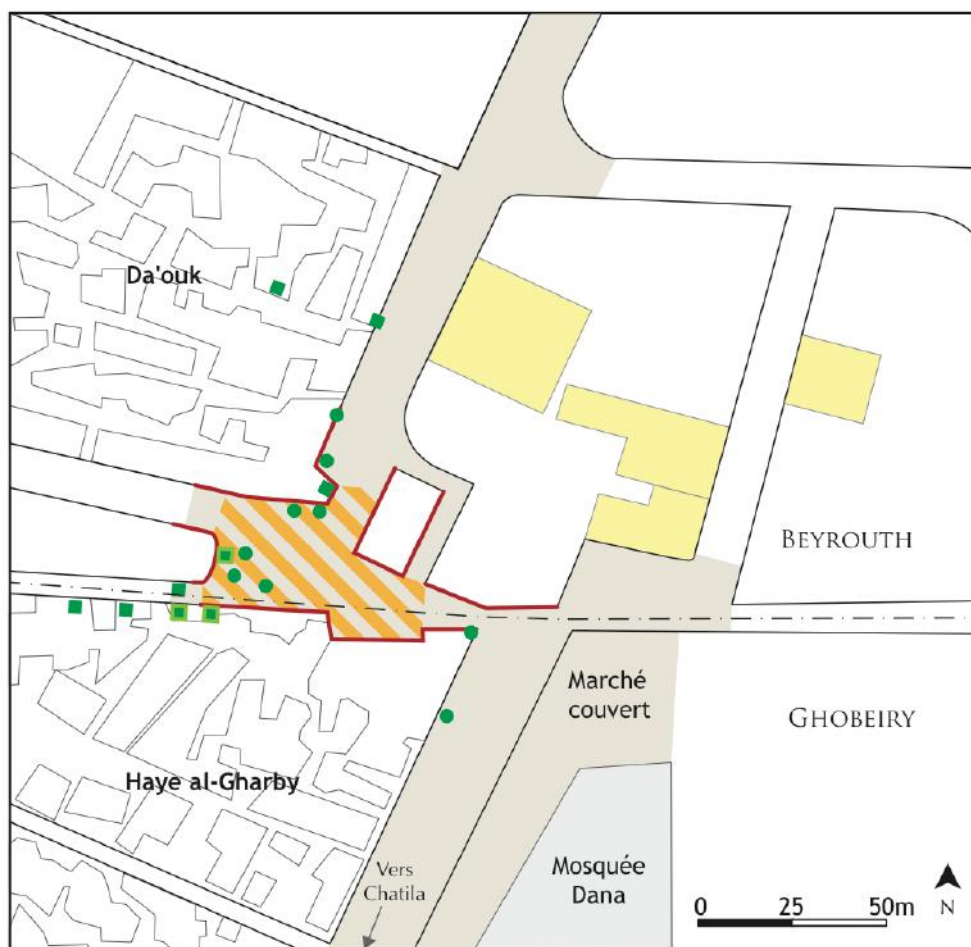 Da'ouk
BEYROUTH
Marché
couvert
GHOBEIRY
Haye al-Gharby
Vers
Chatila
Mosquée
Dana
N
0 25 50m